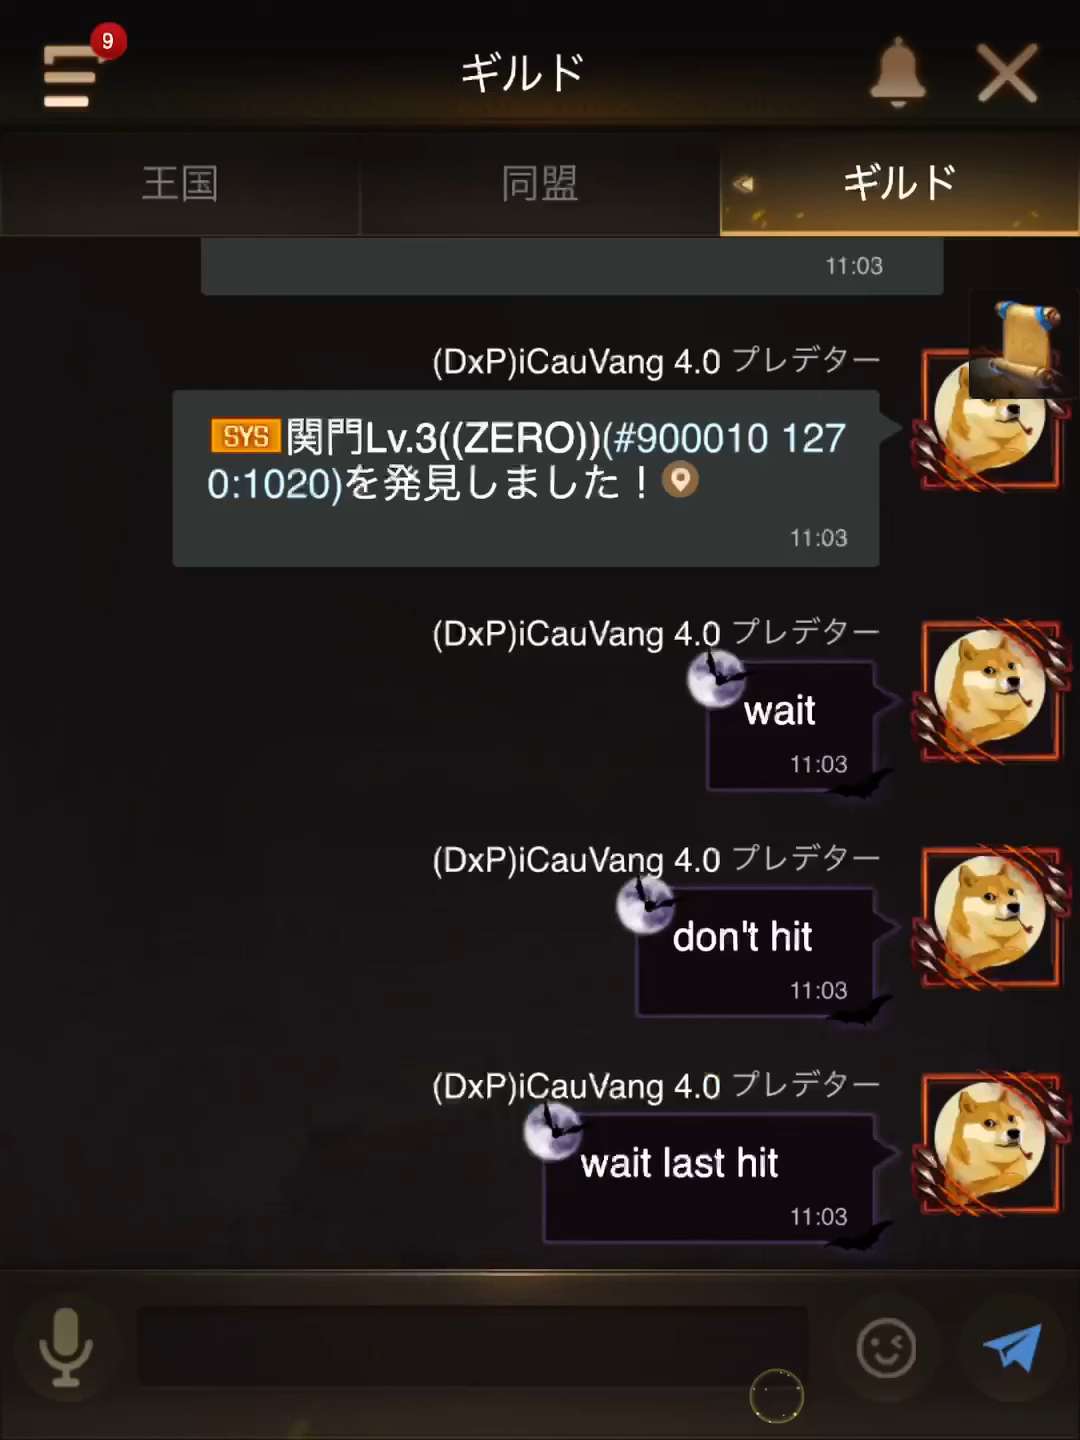 9
ギルド
王国
同盟
ギルド
11:03
(DxP)iCauVang 4.0 プレデター
SYS 関門Lv.3((ZERO))(#900010 127
0:1020)を発見しました！
11:03
(DxP)iCauVang 4.0 プレデター
wait
11:03
(DxP)iCauVang 4.0 プレデター
don't hit
11:03
(DxP)iCauVang 4.0 プレデター
wait last hit
11:03